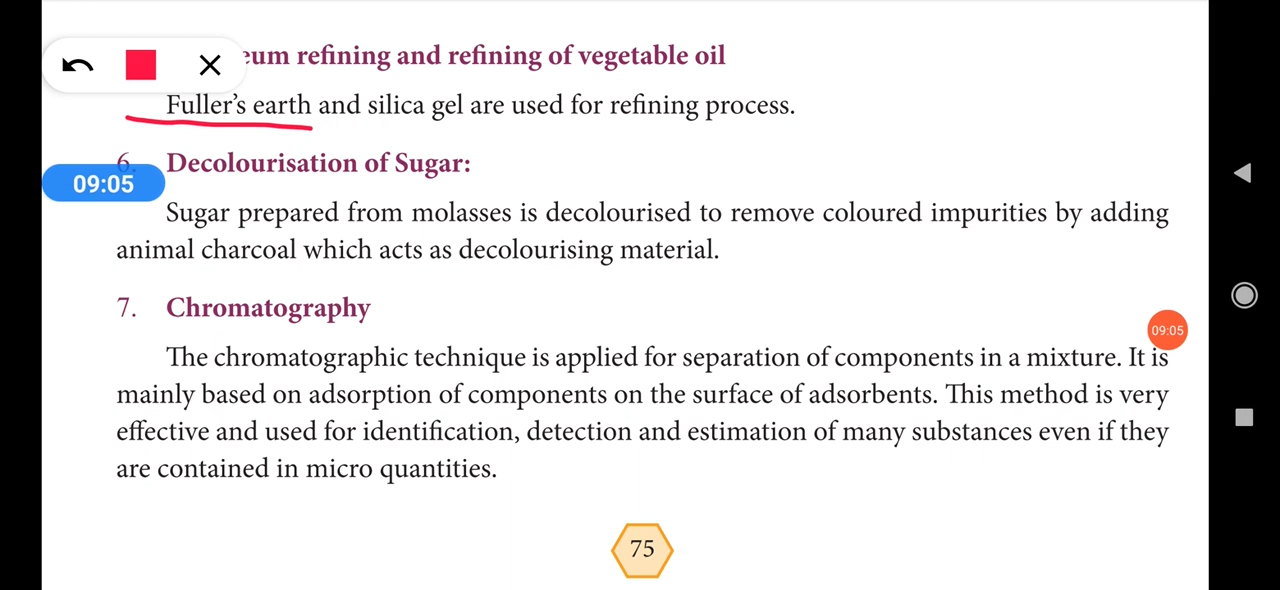 eum refining and refining of vegetable oil
Fuller's earth and silica gel are used for refining process.
6. Decolourisation of Sugar:
09:05
Sugar prepared from molasses is decolourised to remove coloured impurities by adding
animal charcoal which acts as decolourising material.
7. Chromatography
09:05
The chromatographic technique is applied for separation of components in a mixture. It is
mainly based on adsorption of components on the surface of adsorbents. This method is very
effective and used for identification, detection and estimation of many substances even if they
are contained in micro quantities.
75